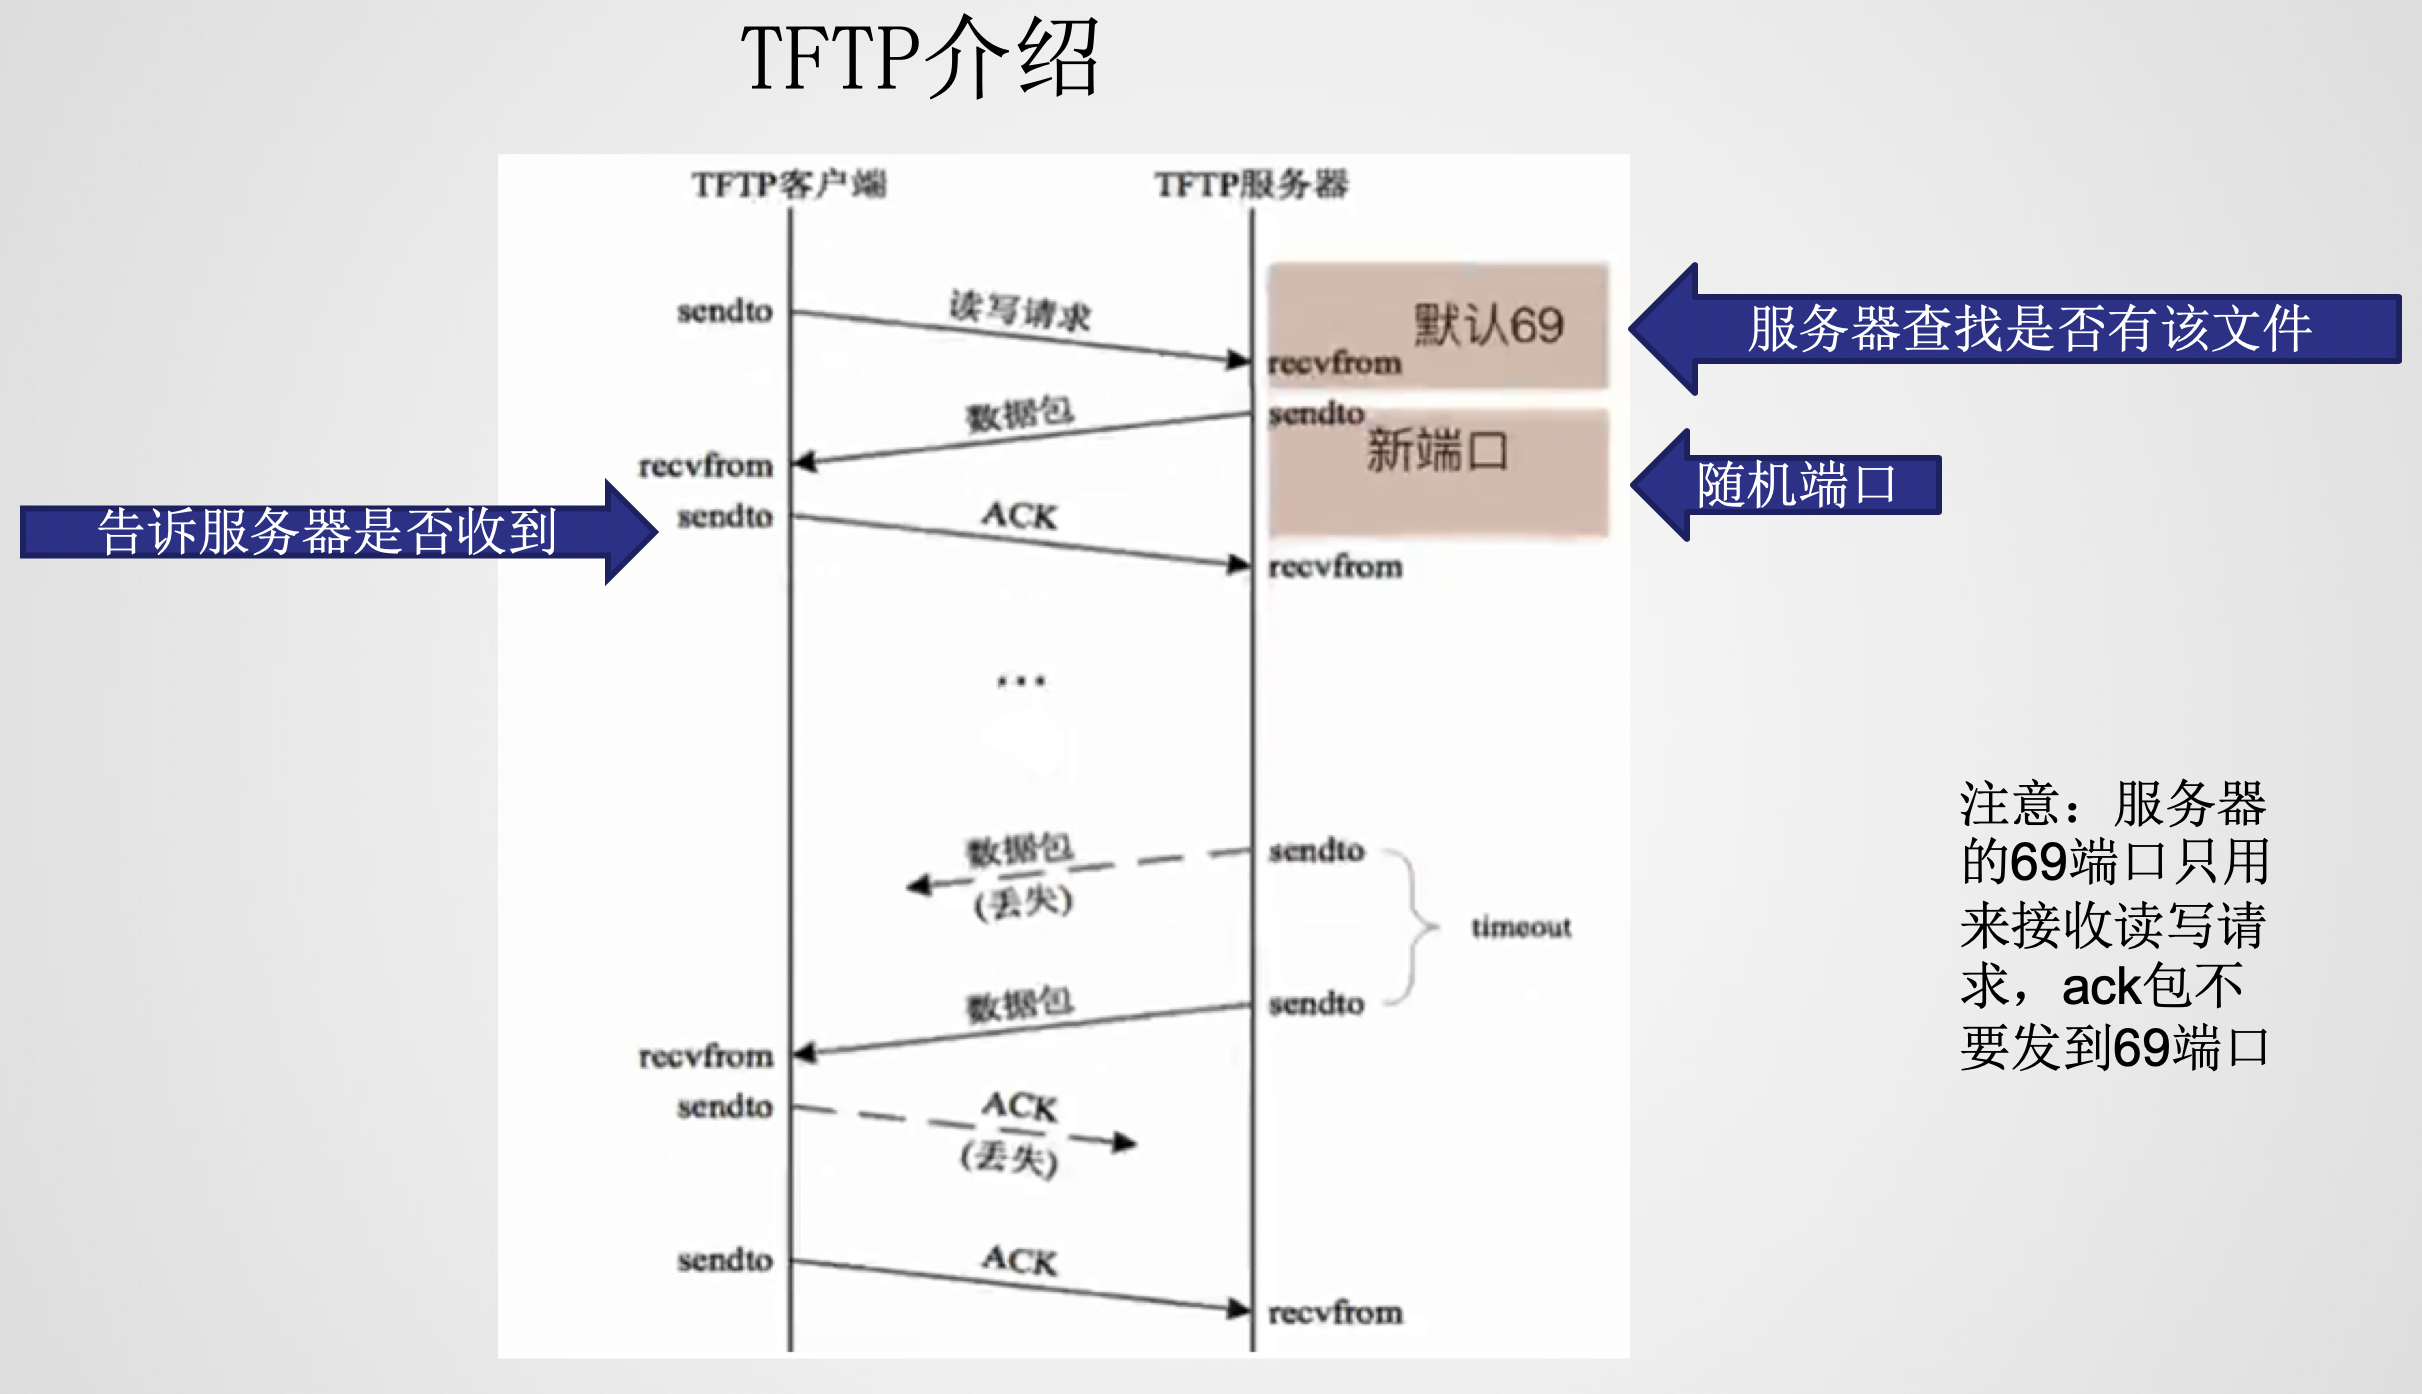 TFTP介绍
TFTP客户端
TFTP服务器
sendto
读写请求
默认69
recvfrom
服务器查找是否有该文件
数据包
sendto
新端口
recvfrom
随机端口
告诉服务器是否收到
sendto
ACK
recvfrom
...
数据包
(丢失)
sendto
timeout
数据包
sendto
recvfrom
sendto
ACK
(丢失)
sendto
ACK
recvfrom
注意：服务器
的69端口只用
来接收读写请
求，ack包不
要发到69端口